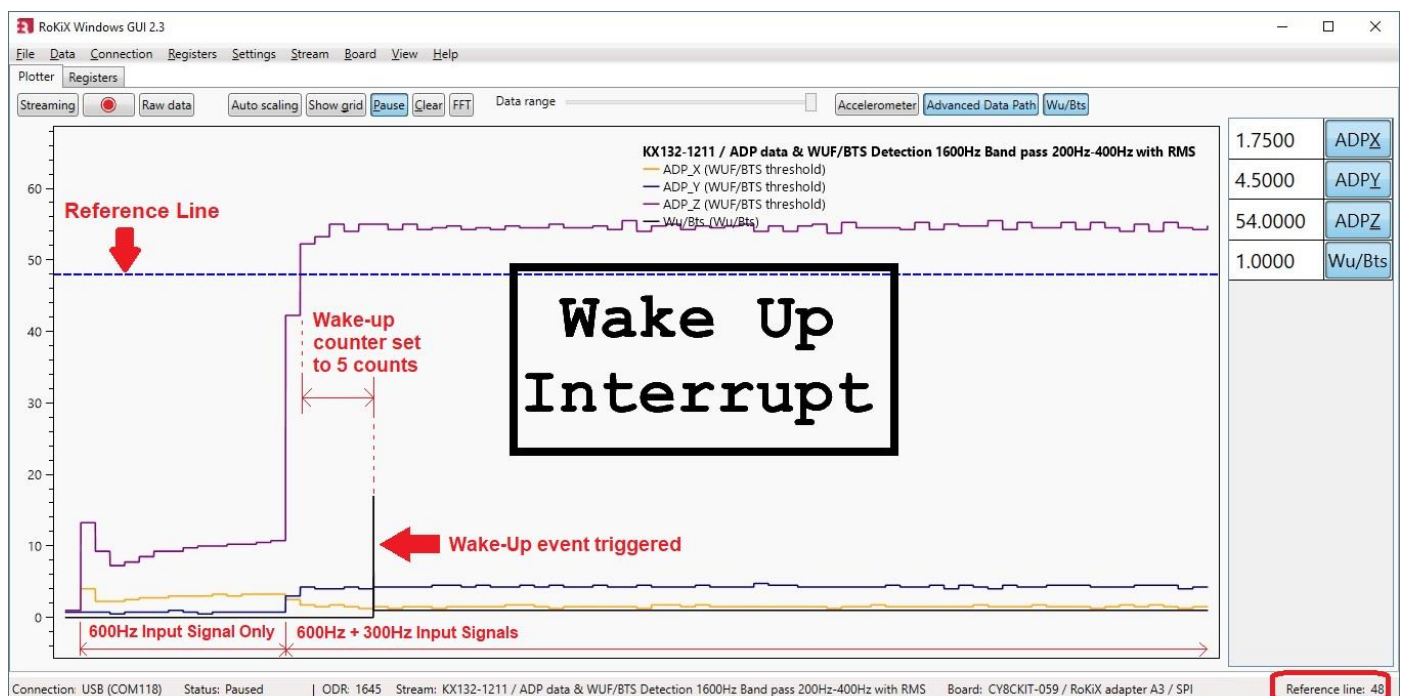 RoKiX Windows GUI 2.3
File Data Connection Registers Settings Stream Board View Help
Plotter Registers
Streaming Raw data Auto scaling Show grid Pause Clear FFT Data range Accelerometer Advanced Data Path Wu/Bts
KX132-1211 / ADP data & WUF/BTS Detection 1600Hz Band pass 200Hz-400Hz with RMS
ADP_X (WUF/BTS threshold)
ADP_Y (WUF/BTS threshold)
ADP_Z (WUF/BTS threshold)
Wu/Bts (Wu/Bts)
1.7500 ADPX
4.5000 ADPY
54.0000 ADPZ
1.0000 Wu/Bts
60
50
40
30
20
10
0
Reference Line
Wake-up
counter set
to 5 counts
Wake Up
Interrupt
Wake-Up event triggered
600Hz Input Signal Only
600Hz + 300Hz Input Signals
Connection: USB (COM118) Status: Paused | ODR: 1645 Stream: KX132-1211 / ADP data & WUF/BTS Detection 1600Hz Band pass 200Hz-400Hz with RMS Board: CY8CKIT-059 / RoKiX adapter A3 / SPI Reference line: 48